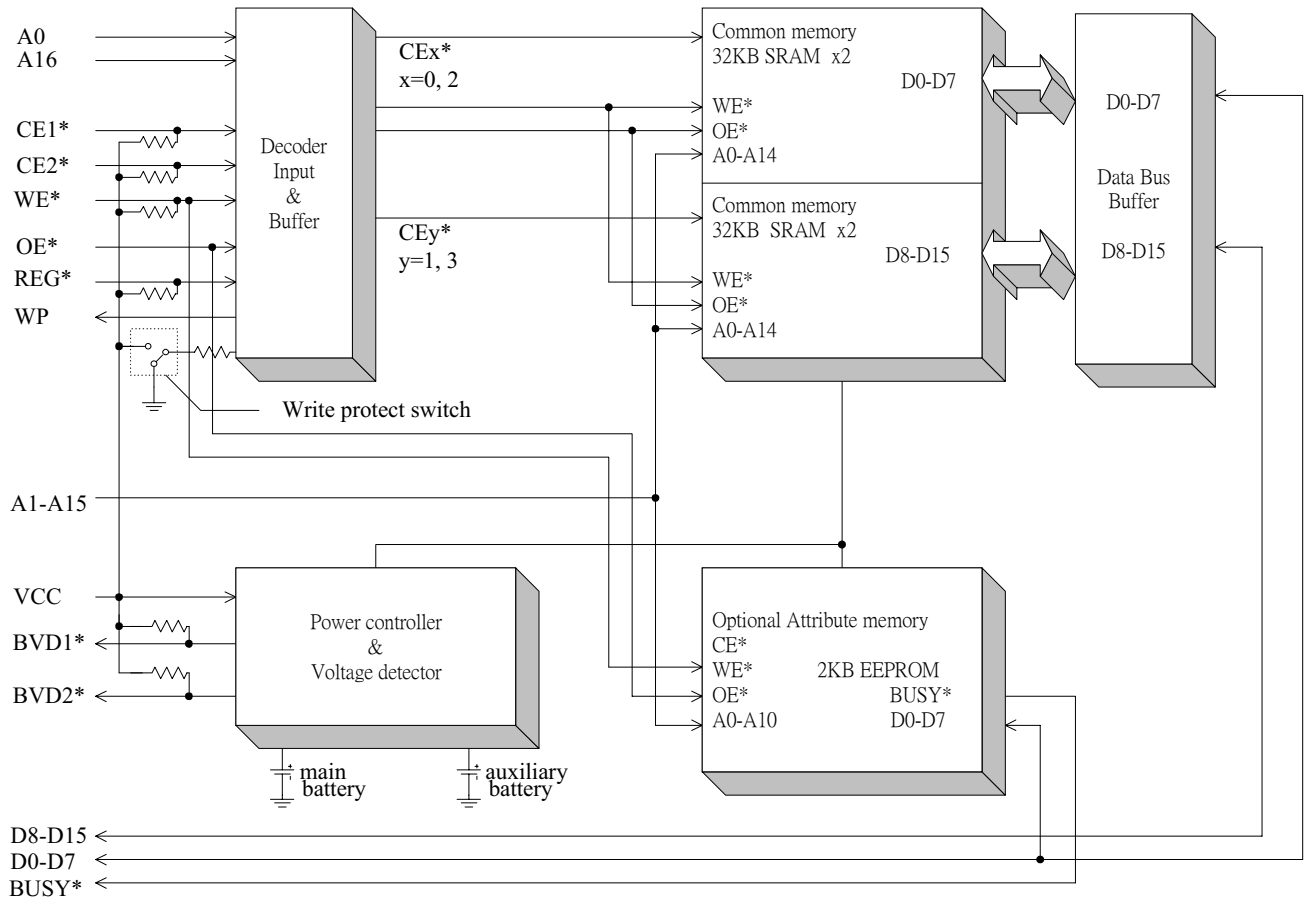 A0
A16
CE1*
CE2*
WE*
OE*
REG*
WP
Decoder
Input
&
Buffer
CEx*
x=0, 2
CEy*
y=1, 3
Common memory
32KB SRAM x2
D0-D7
WE*
OE*
A0-A14
Common memory
32KB SRAM x2
D8-D15
WE*
OE*
A0-A14
D0-D7
Data Bus
Buffer
D8-D15
Write protect switch
A1-A15
VCC
BVD1*
BVD2*
Power controller
&
Voltage detector
main
battery
auxiliary
battery
Optional Attribute memory
CE*
WE*
2KB EEPROM
OE*
BUSY*
A0-A10
D0-D7
D8-D15
D0-D7
BUSY*